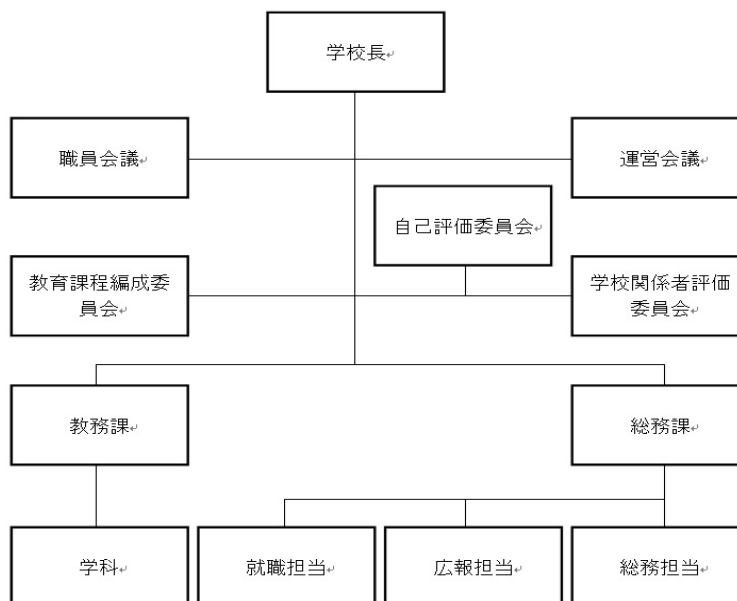 学校長
職員会議
運営会議
自己評価委員会
教育課程編成委
員会
学校関係者評価
委員会
教務課
総務課
学科
就職担当
広報担当
総務担当